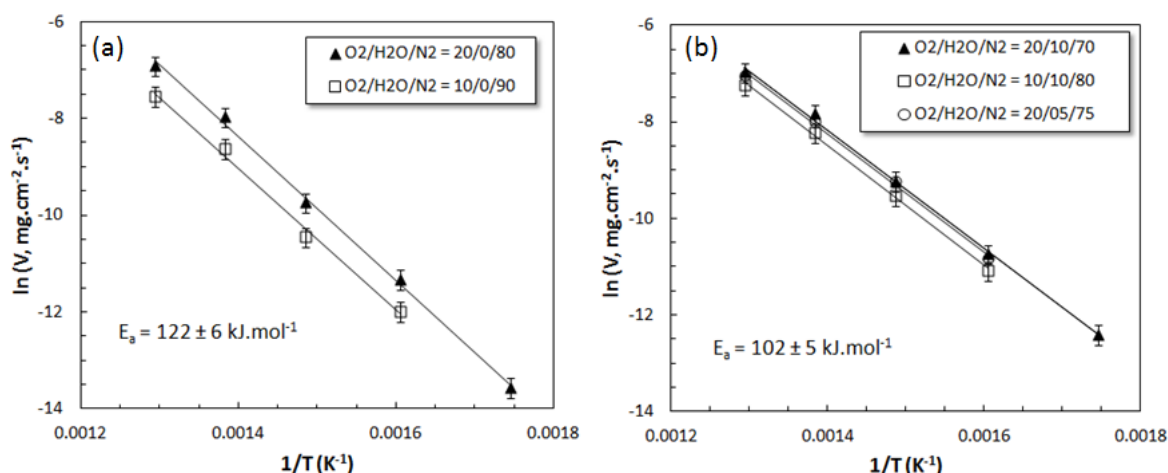 (a)
O2/H2O/N2 = 20/0/80
O2/H2O/N2 = 10/0/90
ln (V, mg.cm⁻².s⁻¹)
-6
-8
-10
-12
-14
Eₐ = 122 ± 6 kJ.mol⁻¹
0.0012 0.0014 0.0016 0.0018
1/T (K⁻¹)
(b)
O2/H2O/N2 = 20/10/70
O2/H2O/N2 = 10/10/80
O2/H2O/N2 = 20/05/75
ln (V, mg.cm⁻².s⁻¹)
-6
-8
-10
-12
-14
Eₐ = 102 ± 5 kJ.mol⁻¹
0.0012 0.0014 0.0016 0.0018
1/T (K⁻¹)